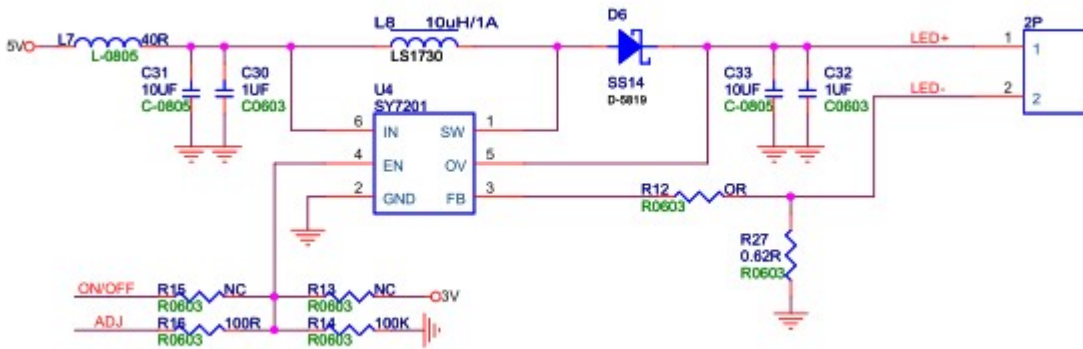 5V
L7 40R
L-0805
L8 10uH/1A
LS1730
D6
SS14
D-5819
C31
10UF
C-0805
C30
1UF
C0603
C33
10UF
C-0805
C32
1UF
C0603
LED+
LED-
2P
1 1
2 2
U4
SY7201
6 IN SW 1
4 EN OV 5
2 GND FB 3
R12 OR
R0603
R27
0.62R
R0603
ON/OFF R15 NC R13 NC 3V
R0603 R0603
ADJ R16 100R R14 100K
R0603 R0603